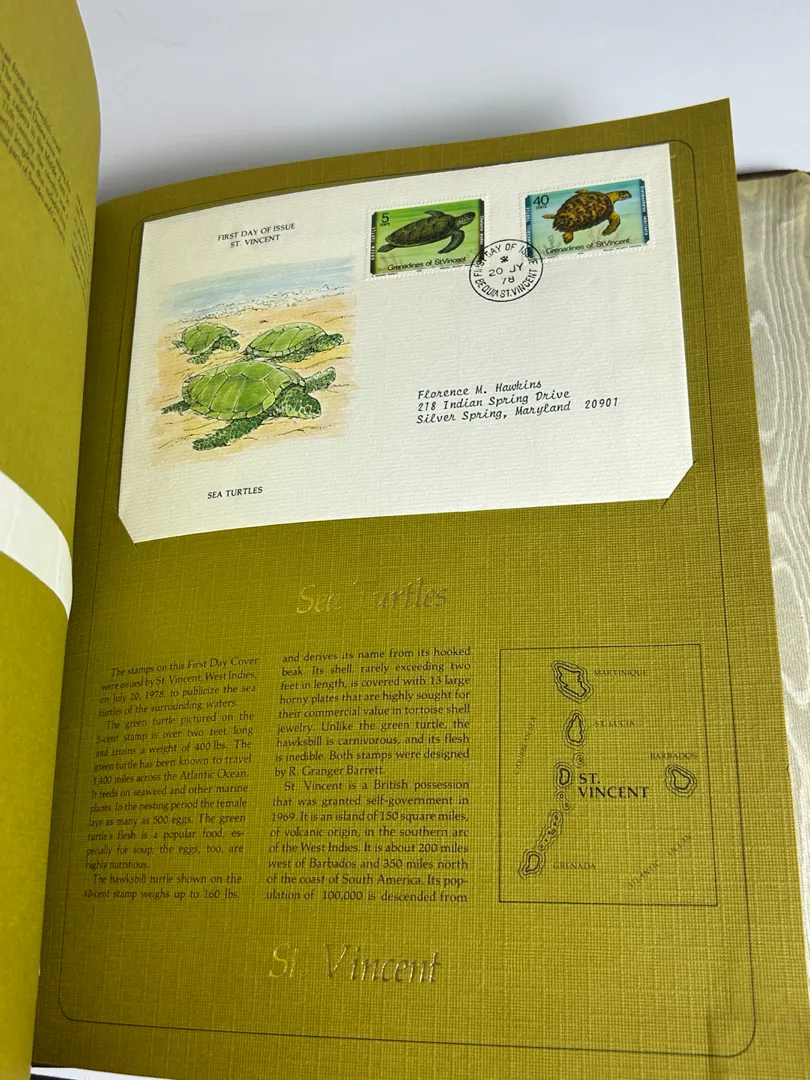 FIRST DAY OF ISSUE
ST. VINCENT
5
cents
GREEN TURTLE
Grenadines of St.Vincent
40
cents
Grenadines of St.Vincent
FIRST DAY OF ISSUE
20 JY
78
BEQUIA ST. VINCENT
Florence M. Hawkins
218 Indian Spring Drive
Silver Spring, Maryland 20901
SEA TURTLES
Sea Turtles
The stamps on this First Day Cover
were issued by St. Vincent, West Indies,
on July 20, 1978, to publicize the sea
turtles of the surrounding waters.
The green turtle pictured on the
5-cent stamp is over two feet long
and attains a weight of 400 lbs. The
green turtle has been known to travel
1,400 miles across the Atlantic Ocean.
It feeds on seaweed and other marine
plants. In the nesting period the female
lays as many as 500 eggs. The green
turtle's flesh is a popular food, es-
pecially for soup; the eggs, too, are
highly nutritious.
The hawksbill turtle shown on the
40-cent stamp weighs up to 160 lbs.
and derives its name from its hooked
beak. Its shell, rarely exceeding two
feet in length, is covered with 13 large
horny plates that are highly sought for
their commercial value in tortoise shell
jewelry. Unlike the green turtle, the
hawksbill is carnivorous, and its flesh
is inedible. Both stamps were designed
by R. Granger Barrett.
St. Vincent is a British possession
that was granted self-government in
1969. It is an island of 150 square miles,
of volcanic origin, in the southern arc
of the West Indies. It is about 200 miles
west of Barbados and 350 miles north
of the coast of South America. Its pop-
ulation of 100,000 is descended from
MARTINIQUE
ST. LUCIA
CARIBBEAN SEA
BARBADOS
ST.
VINCENT
GRENADA
ATLANTIC OCEAN
St. Vincent